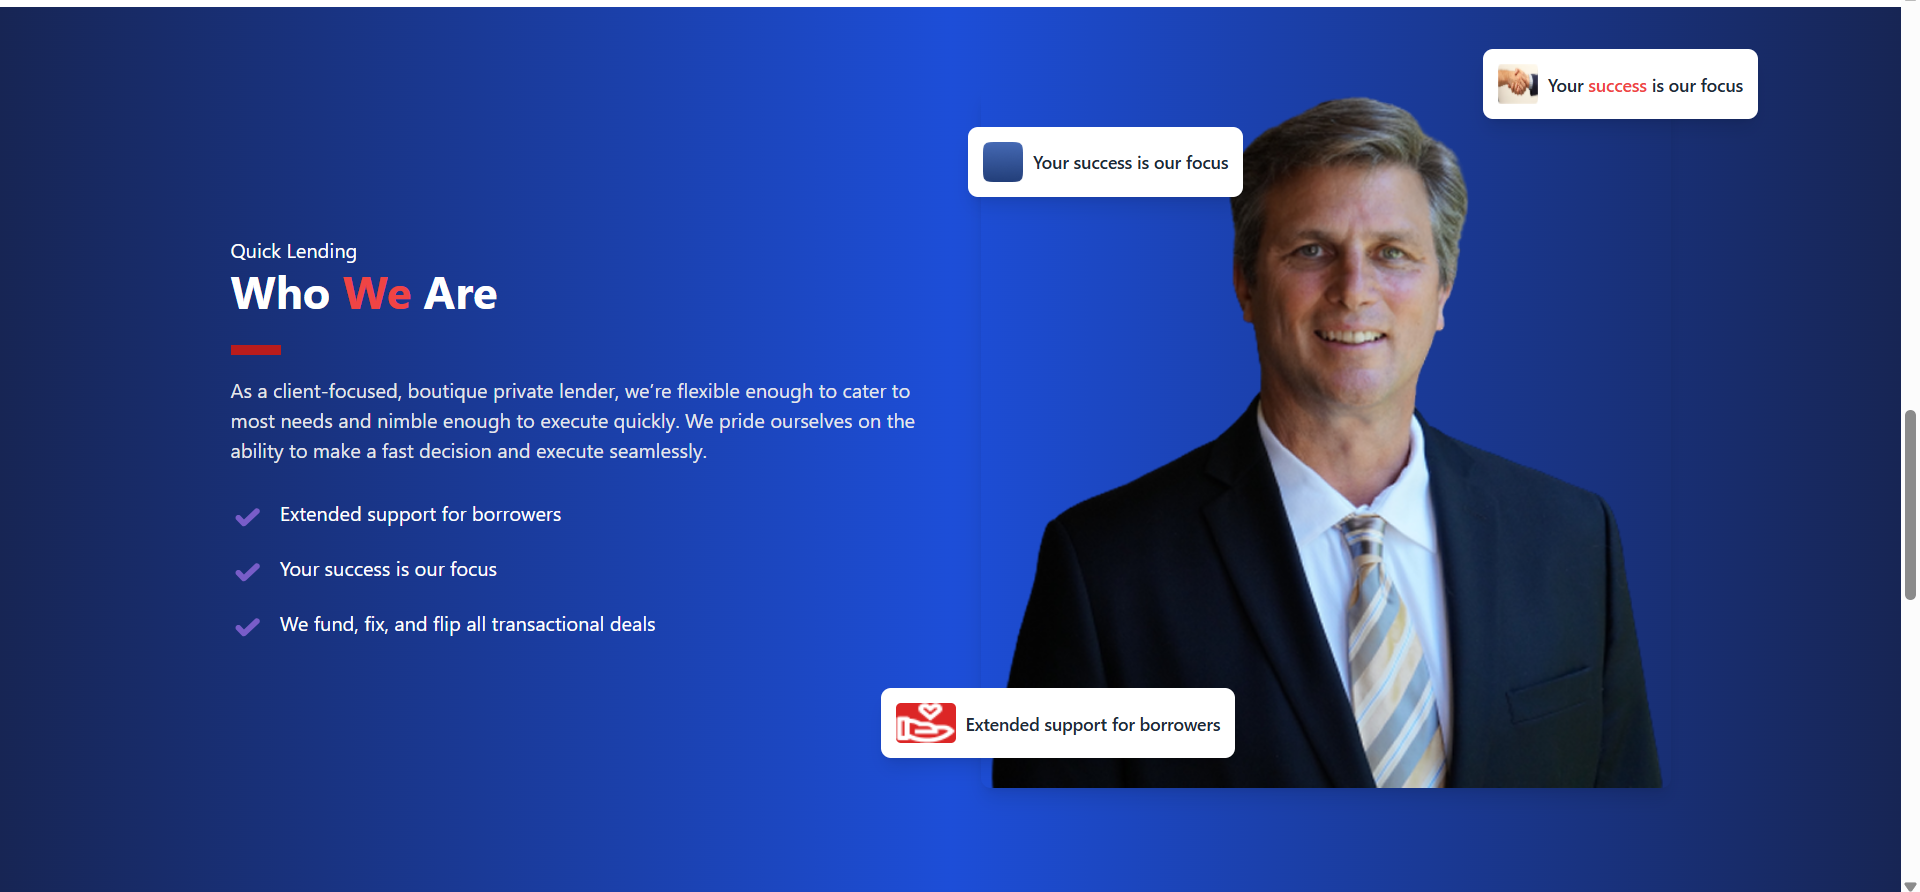 Your success is our focus
Your success is our focus
Quick Lending
Who We Are
As a client-focused, boutique private lender, we’re flexible enough to cater to
most needs and nimble enough to execute quickly. We pride ourselves on the
ability to make a fast decision and execute seamlessly.
Extended support for borrowers
Your success is our focus
We fund, fix, and flip all transactional deals
Extended support for borrowers